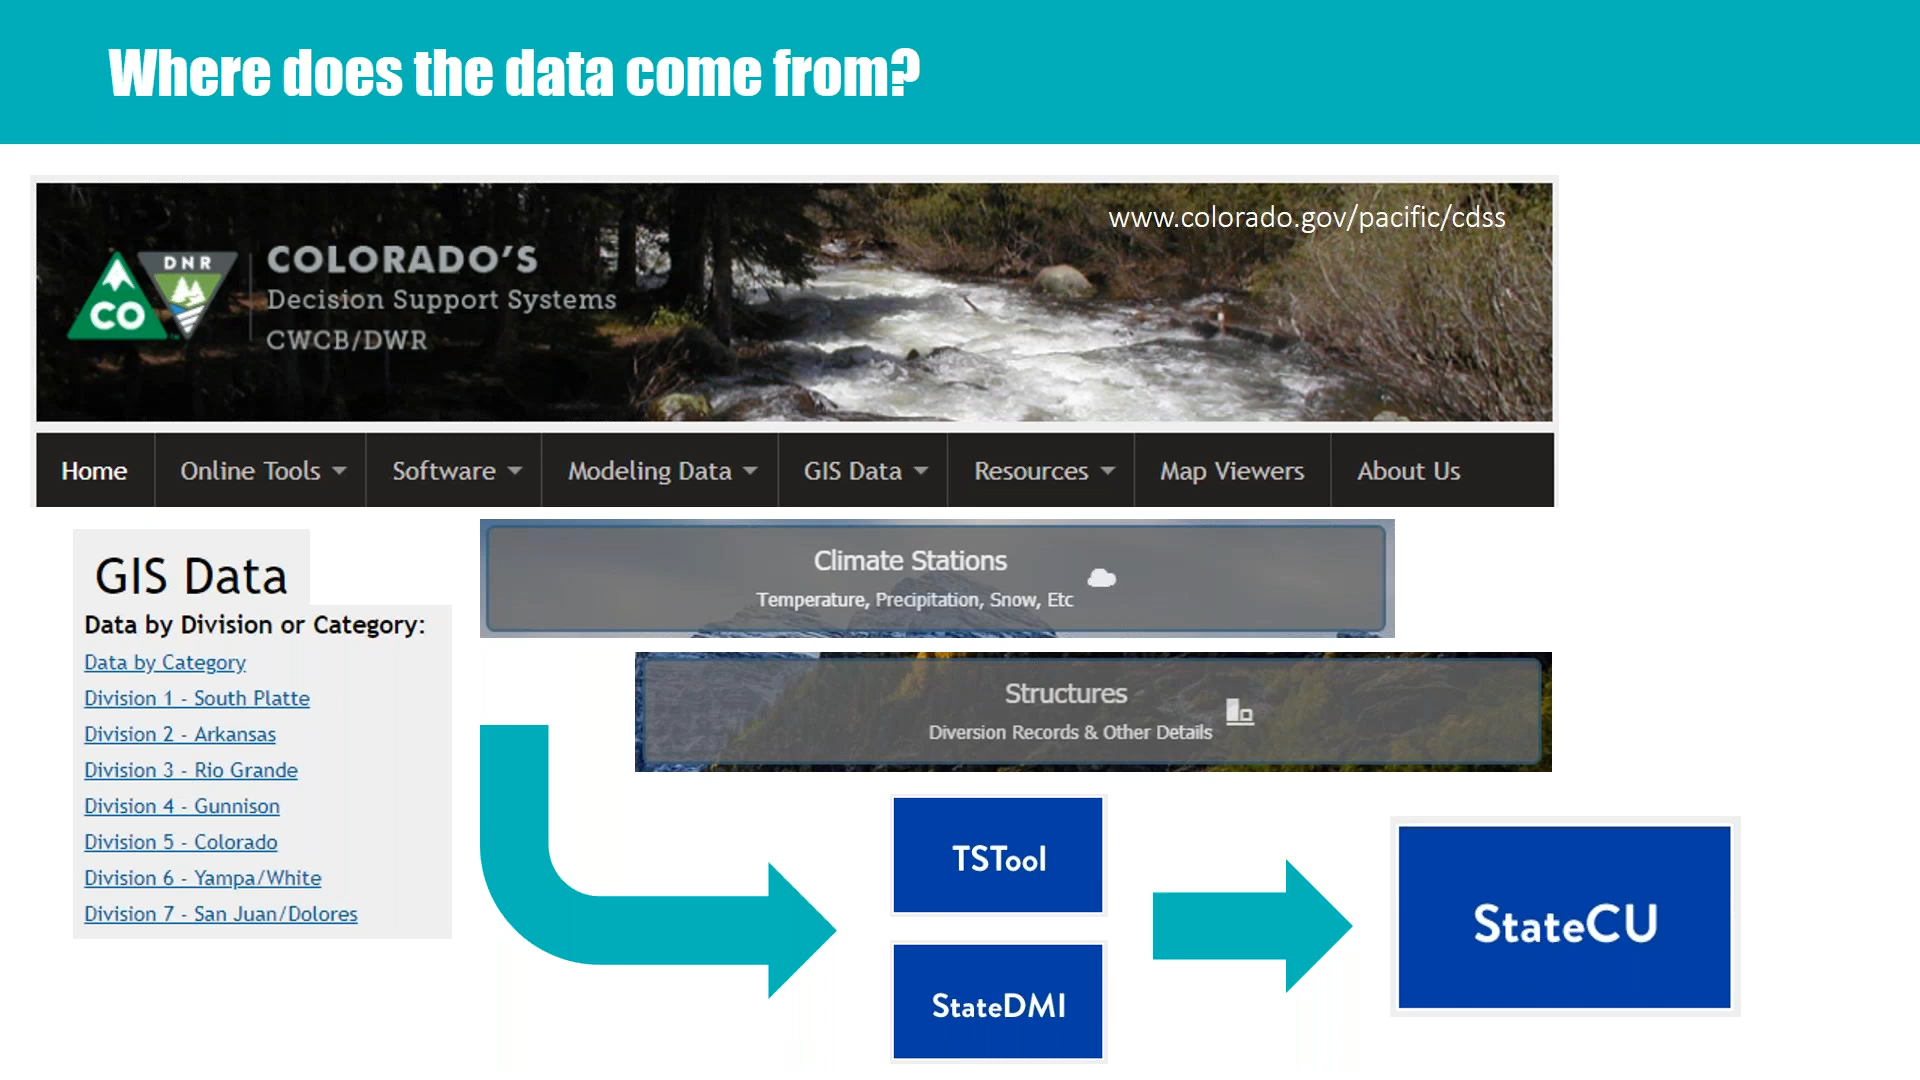 Where does the data come from?
www.colorado.gov/pacific/cdss
DNR
CO
COLORADO'S
Decision Support Systems
CWCB/DWR
Home
Online Tools
Software
Modeling Data
GIS Data
Resources
Map Viewers
About Us
GIS Data
Data by Division or Category:
Data by Category
Division 1 - South Platte
Division 2 - Arkansas
Division 3 - Rio Grande
Division 4 - Gunnison
Division 5 - Colorado
Division 6 - Yampa/White
Division 7 - San Juan/Dolores
Climate Stations
Temperature, Precipitation, Snow, Etc
Structures
Diversion Records & Other Details
TSTool
StateDMI
StateCU